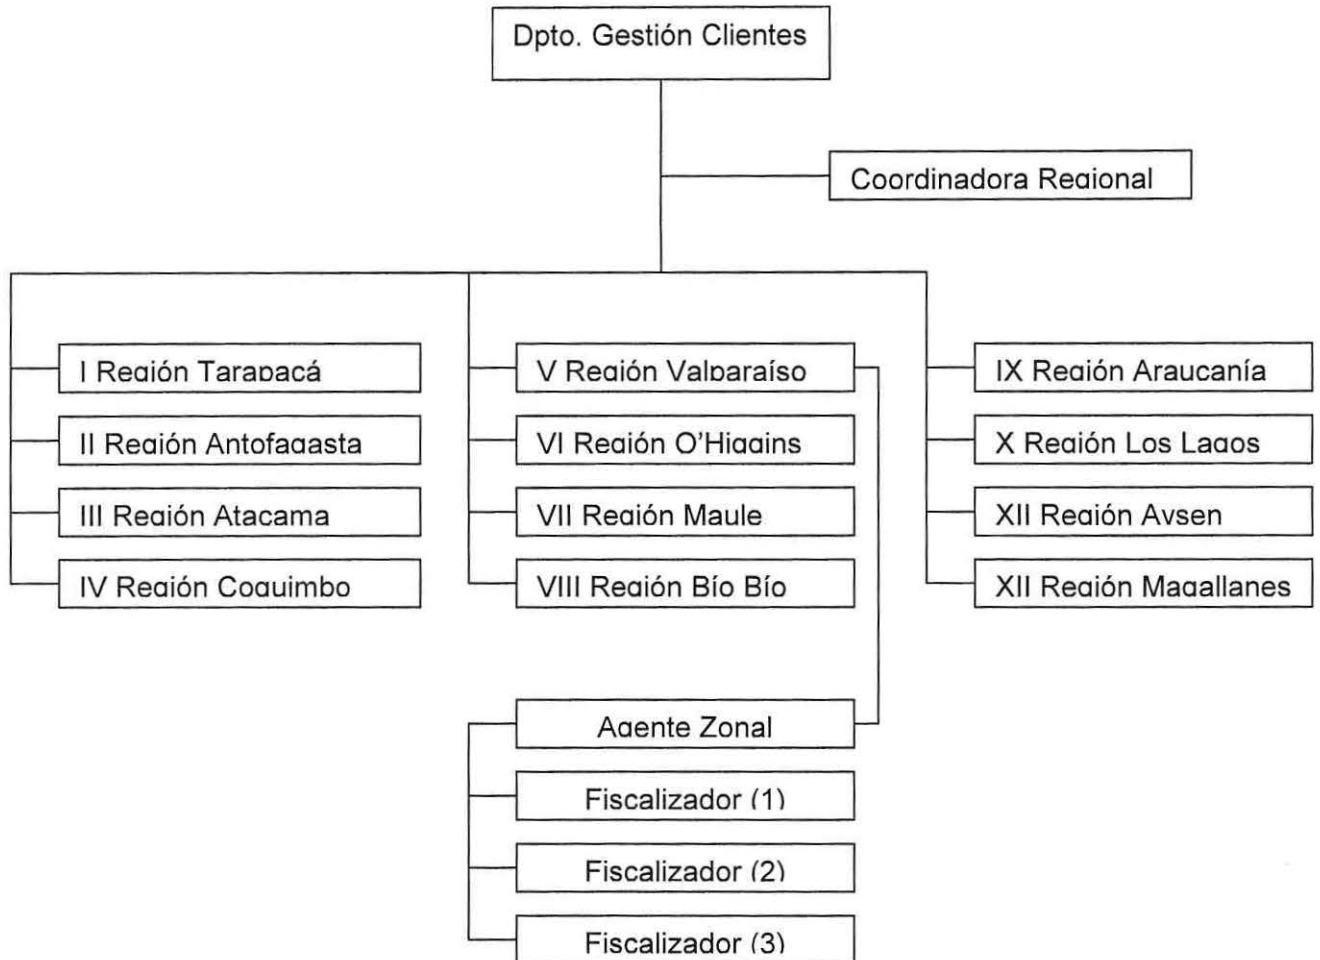 Dpto. Gestión Clientes
Coordinadora Regional
I Región Tarapacá
II Región Antofagasta
III Región Atacama
IV Región Coquimbo
V Región Valparaíso
VI Región O'Higgins
VII Región Maule
VIII Región Bío Bío
IX Región Araucanía
X Región Los Lagos
XII Región Aysen
XII Región Magallanes
Agente Zonal
Fiscalizador (1)
Fiscalizador (2)
Fiscalizador (3)